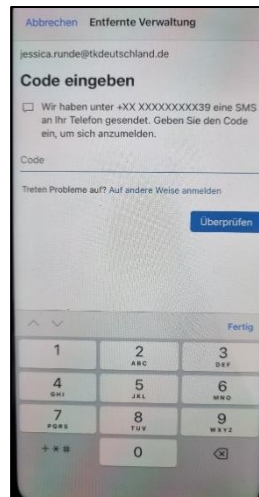 Abbrechen Entfernte Verwaltung
jessica.runde@tkdeutschland.de
Code eingeben
Wir haben unter +XX XXXXXXXXX39 eine SMS
an Ihr Telefon gesendet. Geben Sie den Code
ein, um sich anzumelden.
Code
Treten Probleme auf? Auf andere Weise anmelden
Überprüfen
Fertig
1 2 3
ABC DEF
4 5 6
GHI JKL MNO
7 8 9
PQRS TUV WXYZ
+ * # 0